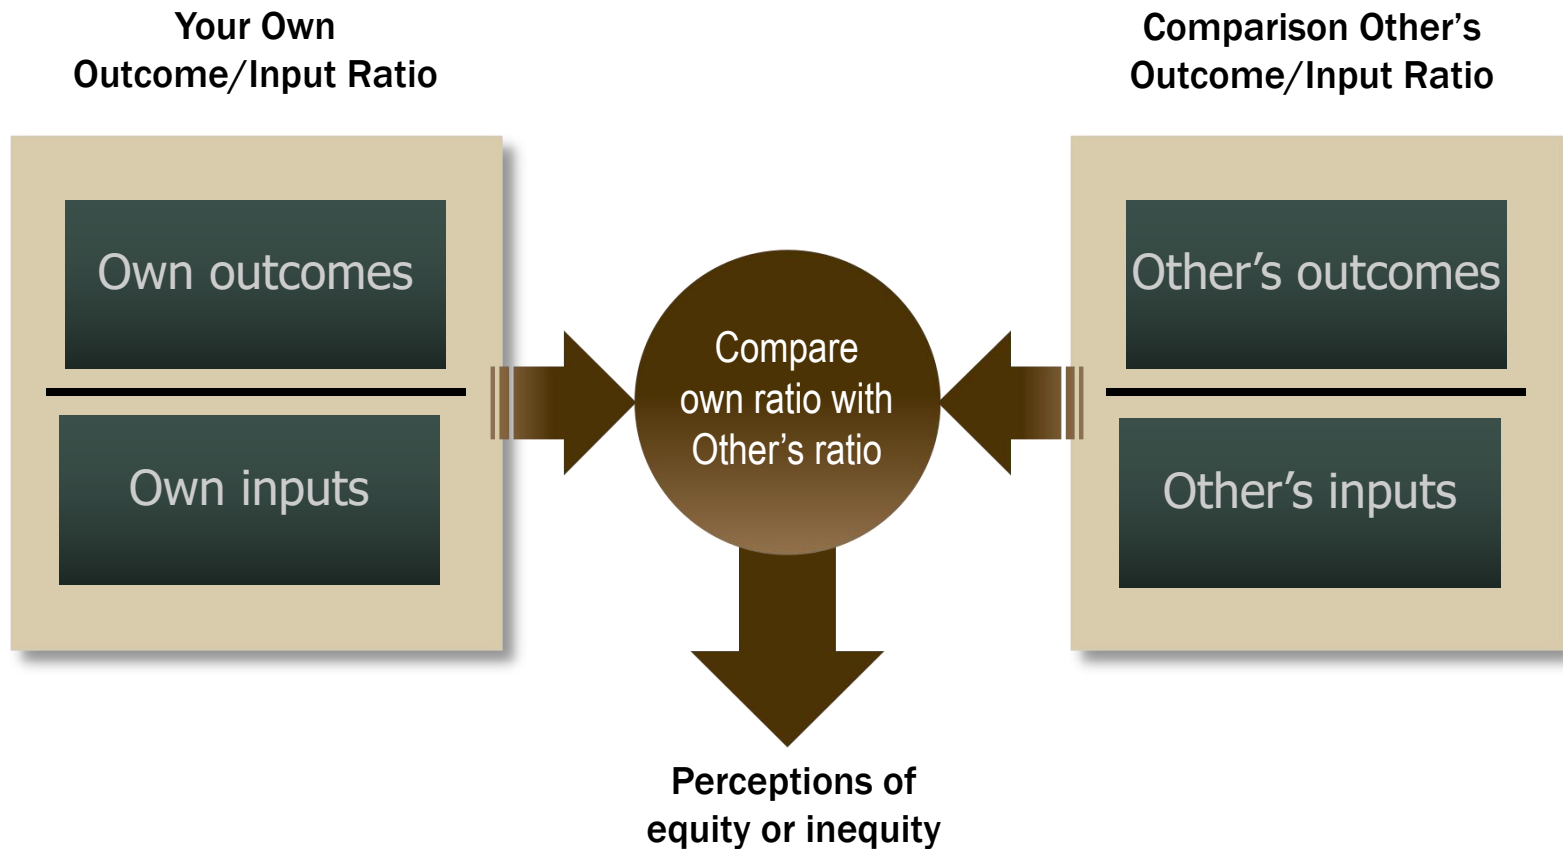 Your Own
Outcome/Input Ratio
Own outcomes
Own inputs
Compare
own ratio with
Other’s ratio
Comparison Other’s
Outcome/Input Ratio
Other’s outcomes
Other’s inputs
Perceptions of
equity or inequity